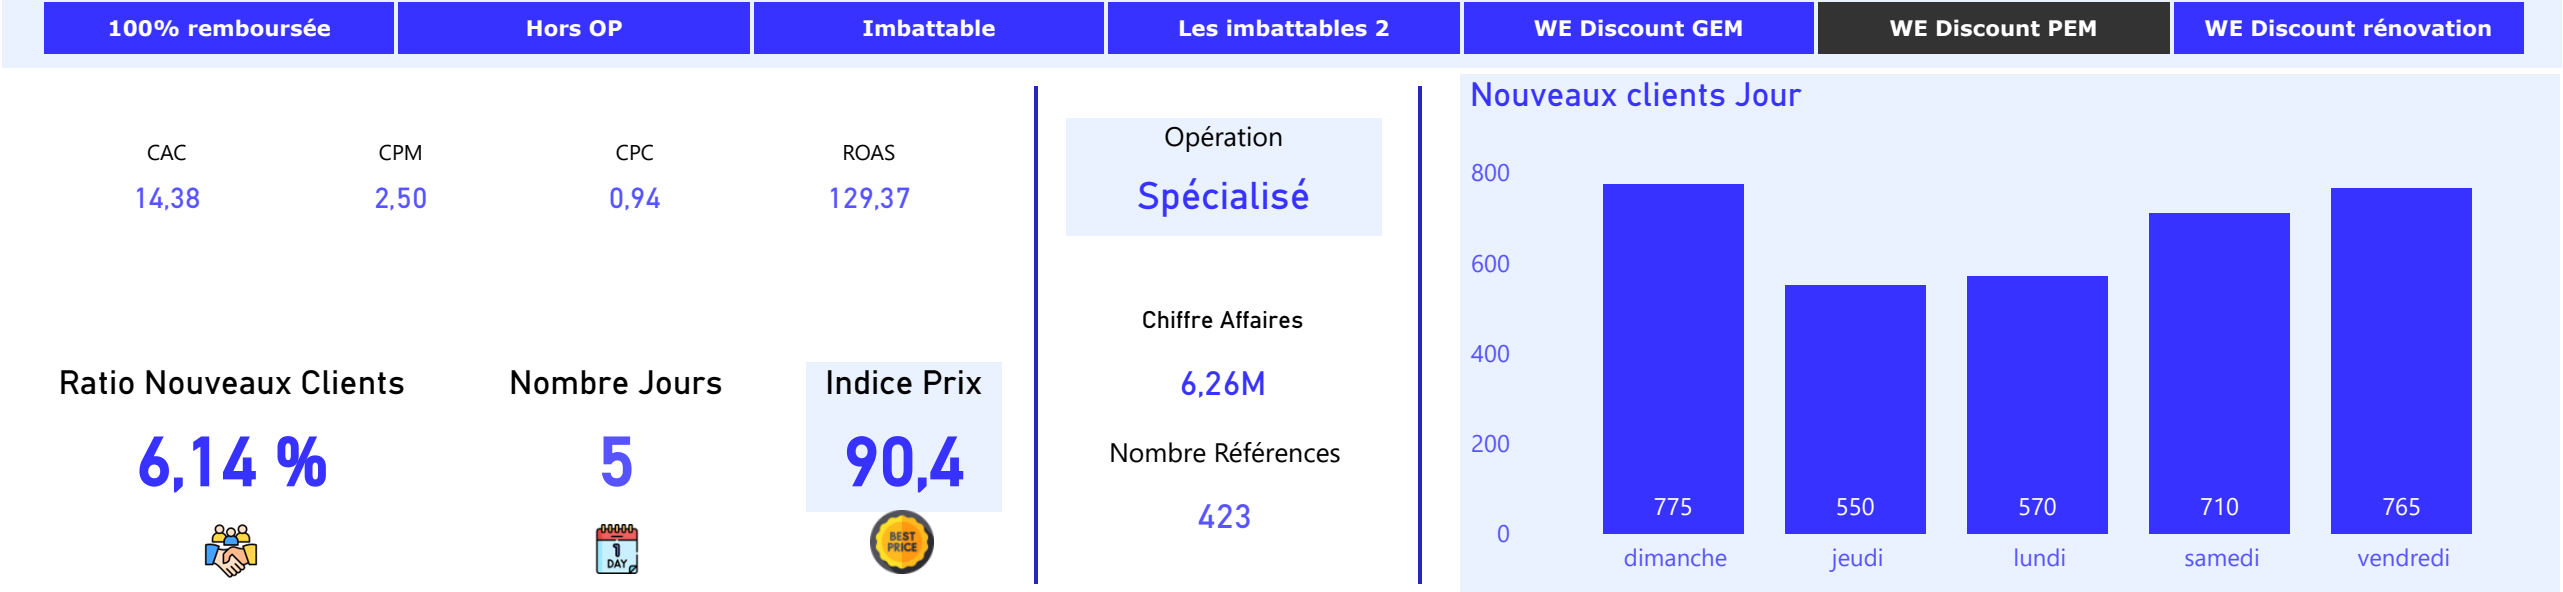 100% remboursée
Hors OP
Imbattable
Les imbattables 2
WE Discount GEM
WE Discount PEM
WE Discount rénovation
CAC
CPM
CPC
ROAS
14,38
2,50
0,94
129,37
Ratio Nouveaux Clients
Nombre Jours
Indice Prix
6,14 %
5
90,4
1
DAY
BEST
PRICE
Opération
Spécialisé
Chiffre Affaires
6,26M
Nombre Références
423
Nouveaux clients Jour
800
600
400
200
0
775
550
570
710
765
dimanche
jeudi
lundi
samedi
vendredi